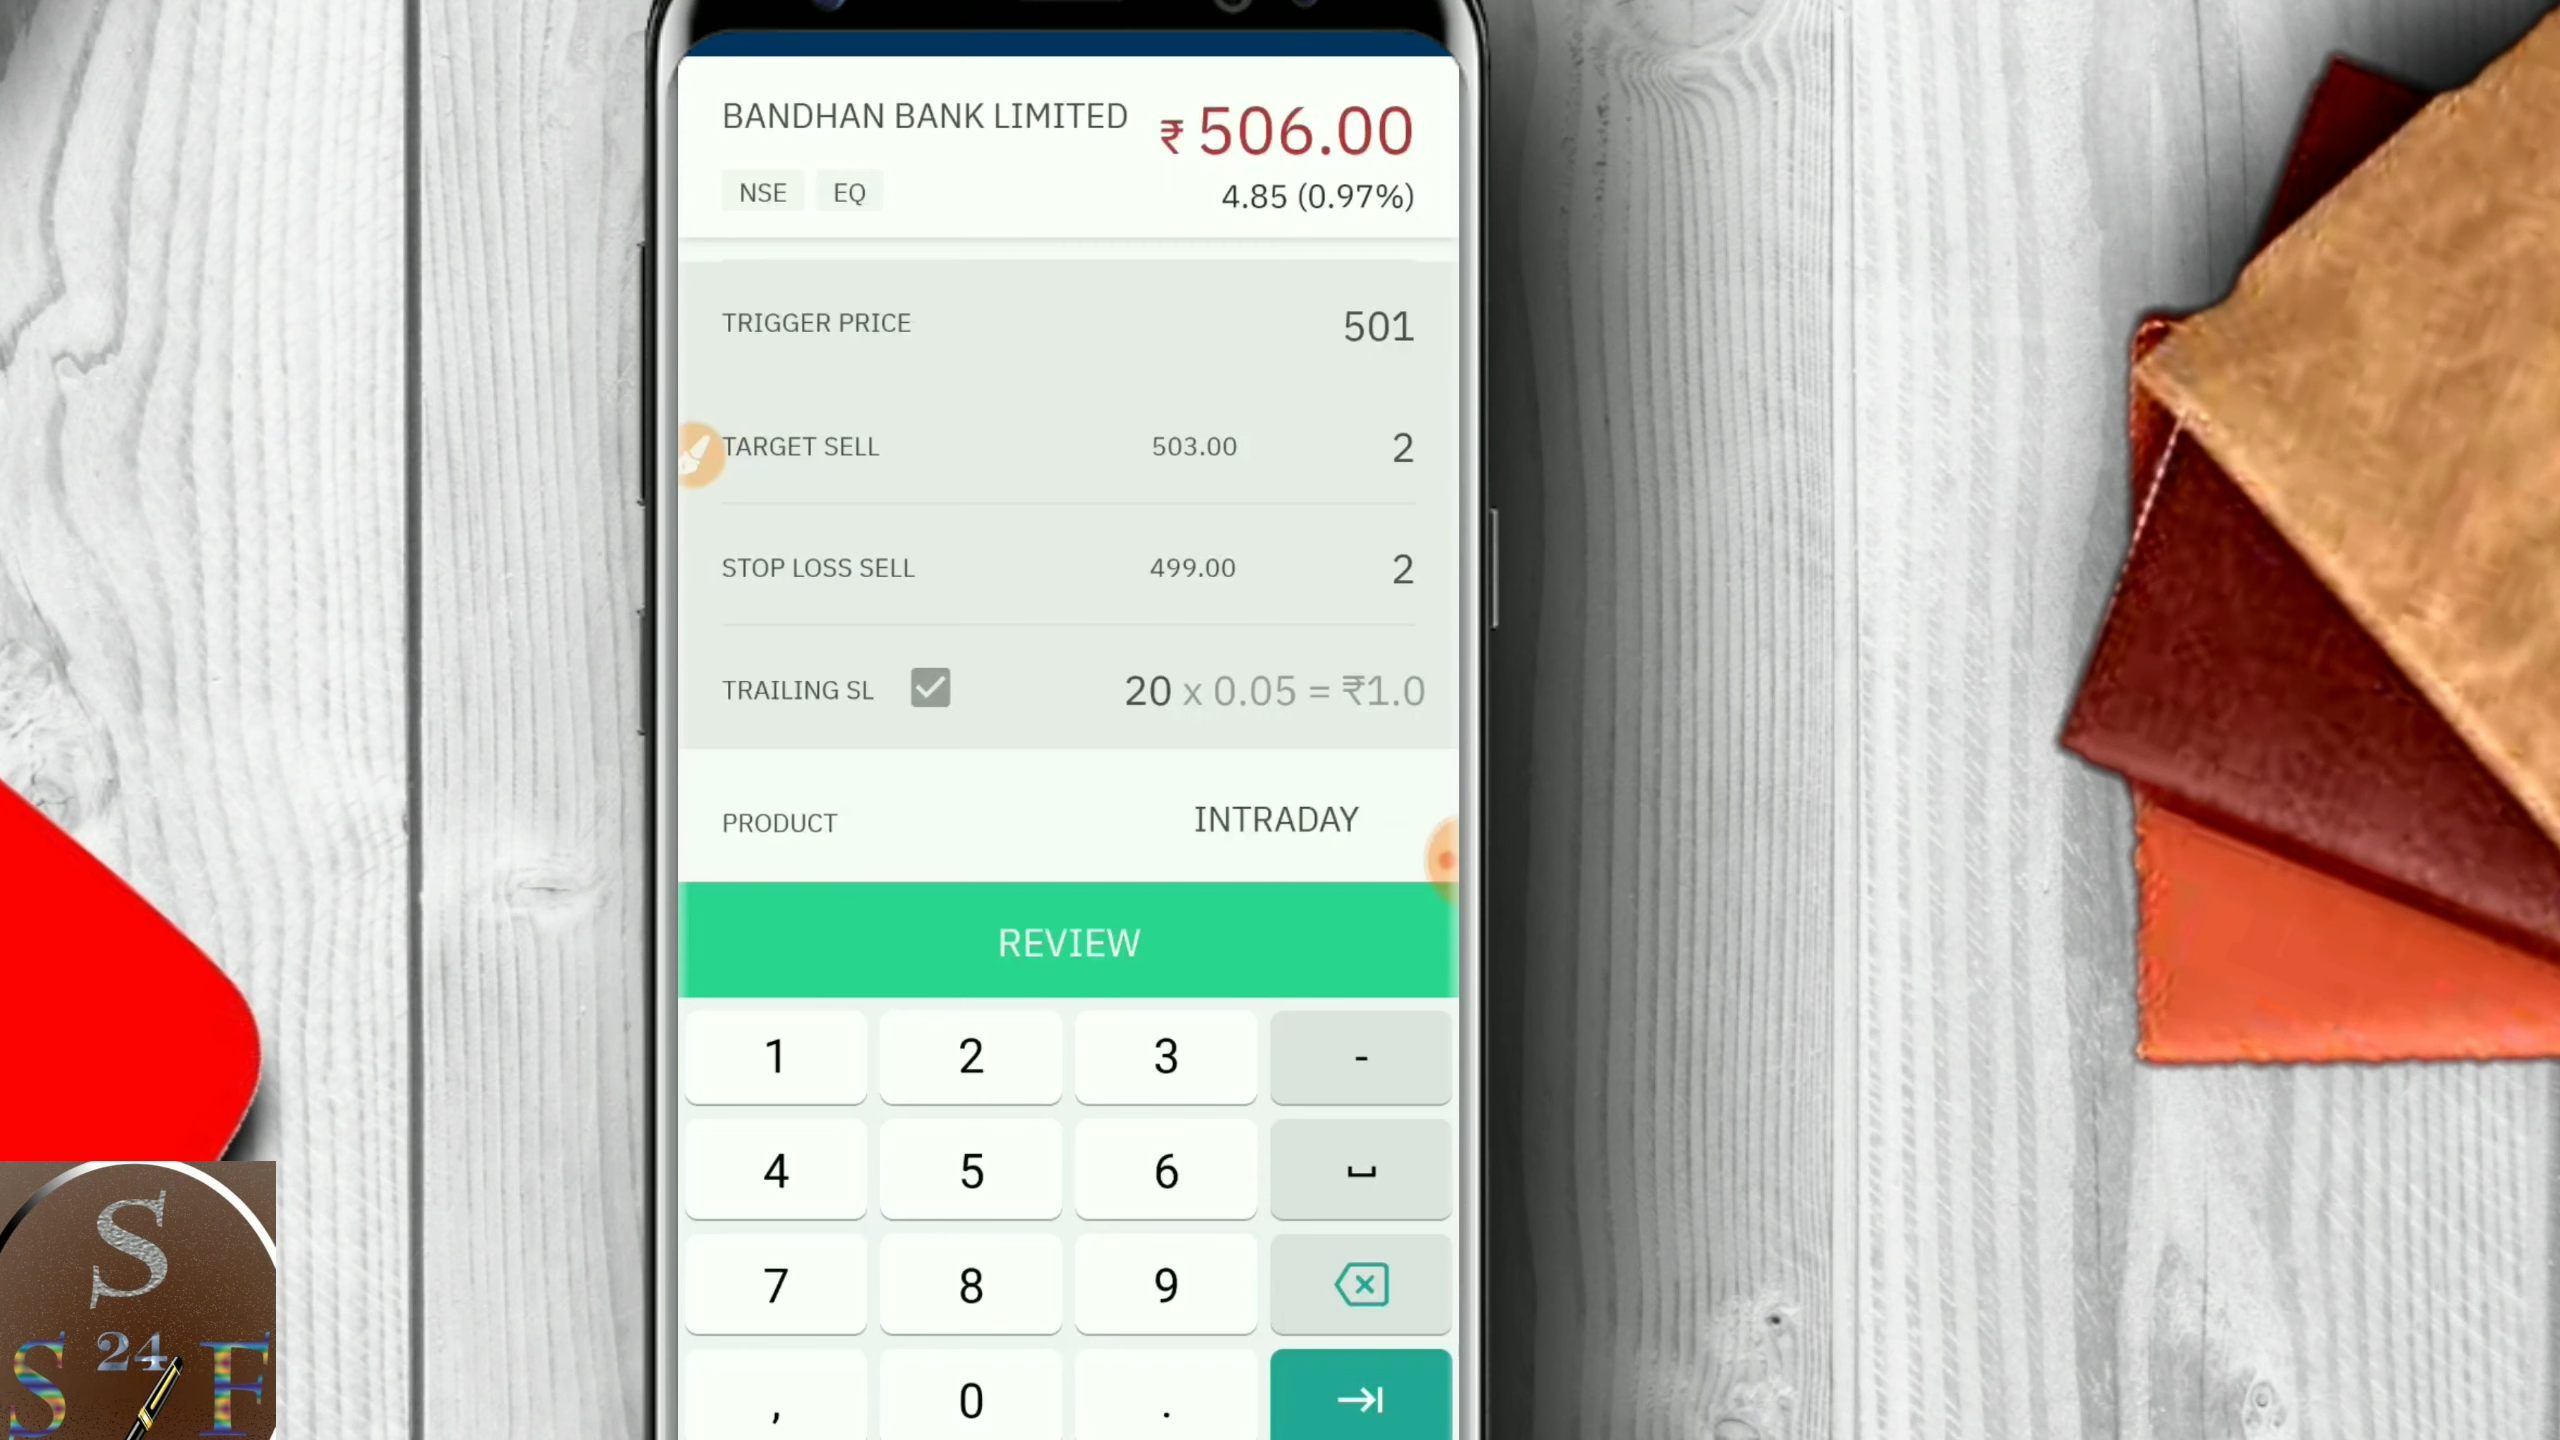 BANDHAN BANK LIMITED ₹ 506.00
NSE EQ 4.85 (0.97%)
TRIGGER PRICE 501
TARGET SELL 503.00 2
STOP LOSS SELL 499.00 2
TRAILING SL 20 x 0.05 = ₹1.0
PRODUCT INTRADAY
REVIEW
1 2 3 -
4 5 6
7 8 9
, 0 .
S
S 24 F